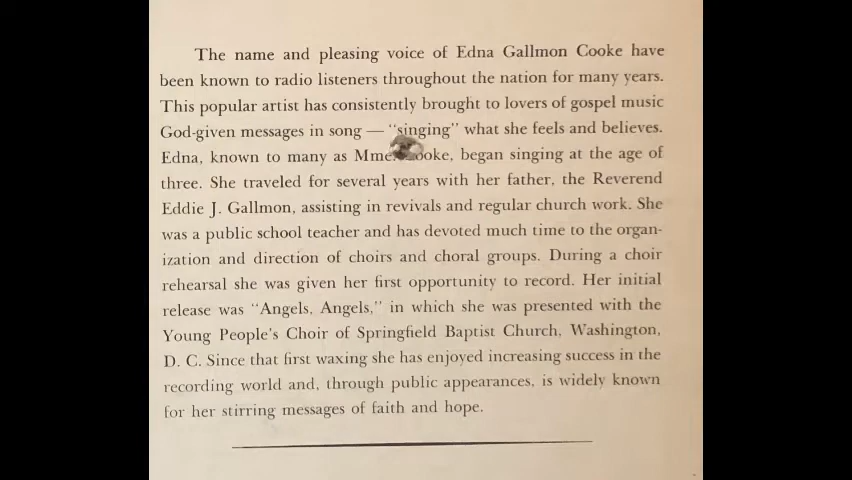 The name and pleasing voice of Edna Gallmon Cooke have
been known to radio listeners throughout the nation for many years.
This popular artist has consistently brought to lovers of gospel music
God-given messages in song — "singing" what she feels and believes.
Edna, known to many as Mme. Cooke, began singing at the age of
three. She traveled for several years with her father, the Reverend
Eddie J. Gallmon, assisting in revivals and regular church work. She
was a public school teacher and has devoted much time to the organ-
ization and direction of choirs and choral groups. During a choir
rehearsal she was given her first opportunity to record. Her initial
release was "Angels, Angels," in which she was presented with the
Young People's Choir of Springfield Baptist Church, Washington,
D. C. Since that first waxing she has enjoyed increasing success in the
recording world and, through public appearances, is widely known
for her stirring messages of faith and hope.